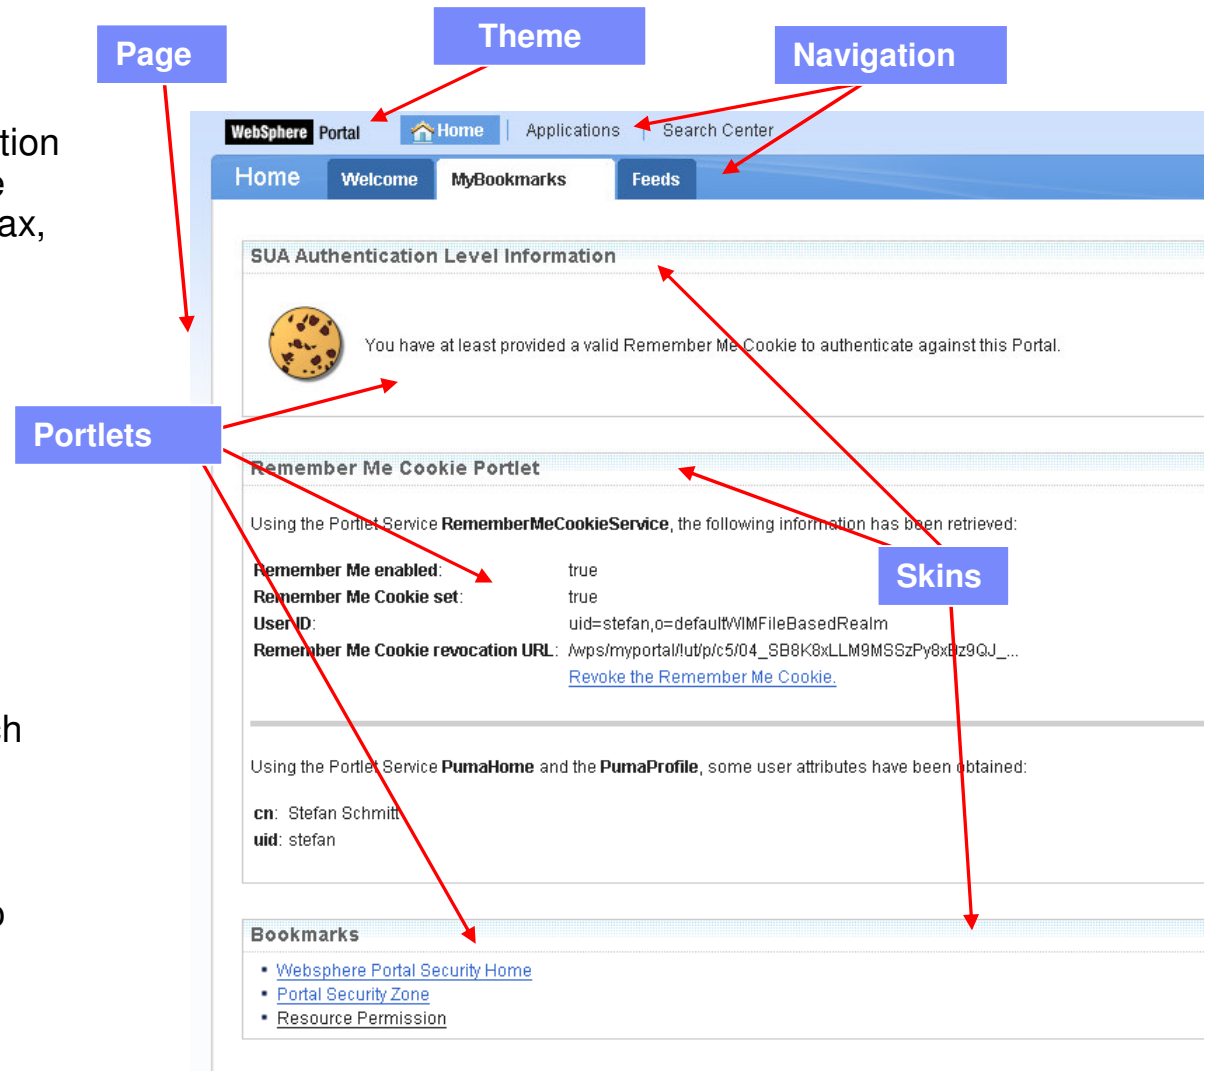 Theme
Page
Navigation
WebSphere Portal Home Applications Search Center
tion
Home Welcome MyBookmarks Feeds
e
ax,
SUA Authentication Level Information
You have at least provided a valid Remember Me Cookie to authenticate against this Portal.
Portlets
Remember Me Cookie Portlet
Using the Portlet Service RememberMeCookieService, the following information has been retrieved:
Skins
Remember Me enabled: true
Remember Me Cookie set: true
User ID: uid=stefan,o=defaultWIMFileBasedRealm
Remember Me Cookie revocation URL: /wps/myportal/!ut/p/c5/04_SB8K8xLLM9MSSzPy8xBz9QJ_...
Revoke the Remember Me Cookie.
ch
Using the Portlet Service PumaHome and the PumaProfile, some user attributes have been obtained:
cn: Stefan Schmitt
uid: stefan
o
Bookmarks
• Websphere Portal Security Home
• Portal Security Zone
• Resource Permission